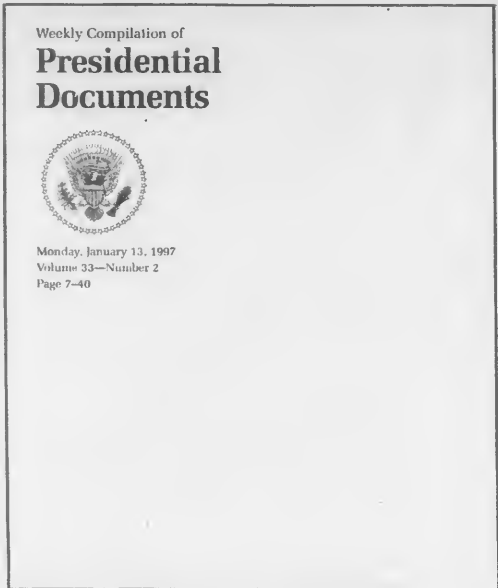 Weekly Compilation of
Presidential
Documents
Monday, January 13, 1997
Volume 33—Number 2
Page 7–40